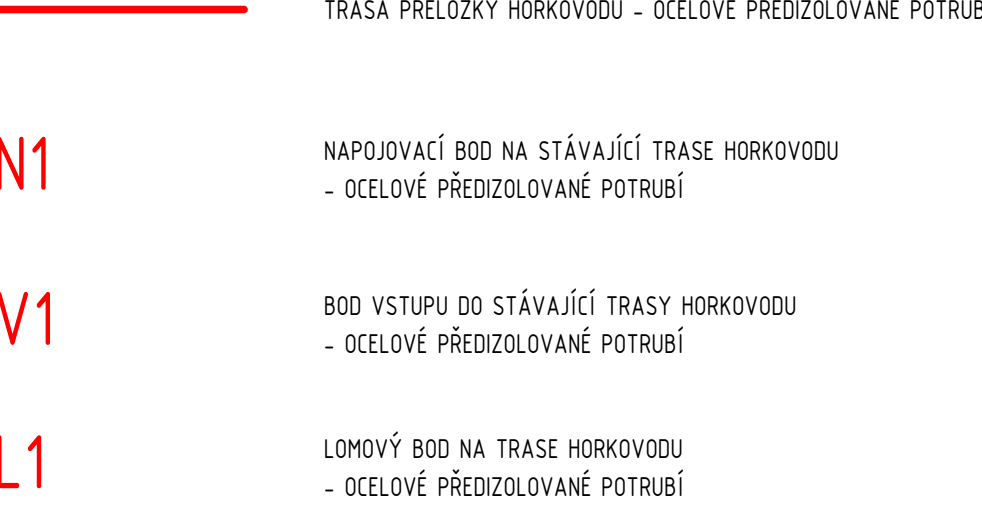 TRASA PŘELOŽKY HORKOVODU - OCELOVÉ PŘEDIZOLOVANÉ
N1
NAPOJOVACÍ BOD NA STÁVAJÍCÍ TRASE HORKOVODU
- OCELOVÉ PŘEDIZOLOVANÉ POTRUBÍ
V1
BOD VSTUPU DO STÁVAJÍCÍ TRASY HORKOVODU
- OCELOVÉ PŘEDIZOLOVANÉ POTRUBÍ
L1
LOMOVÝ BOD NA TRASE HORKOVODU
- OCELOVÉ PŘEDIZOLOVANÉ POTRUBÍ